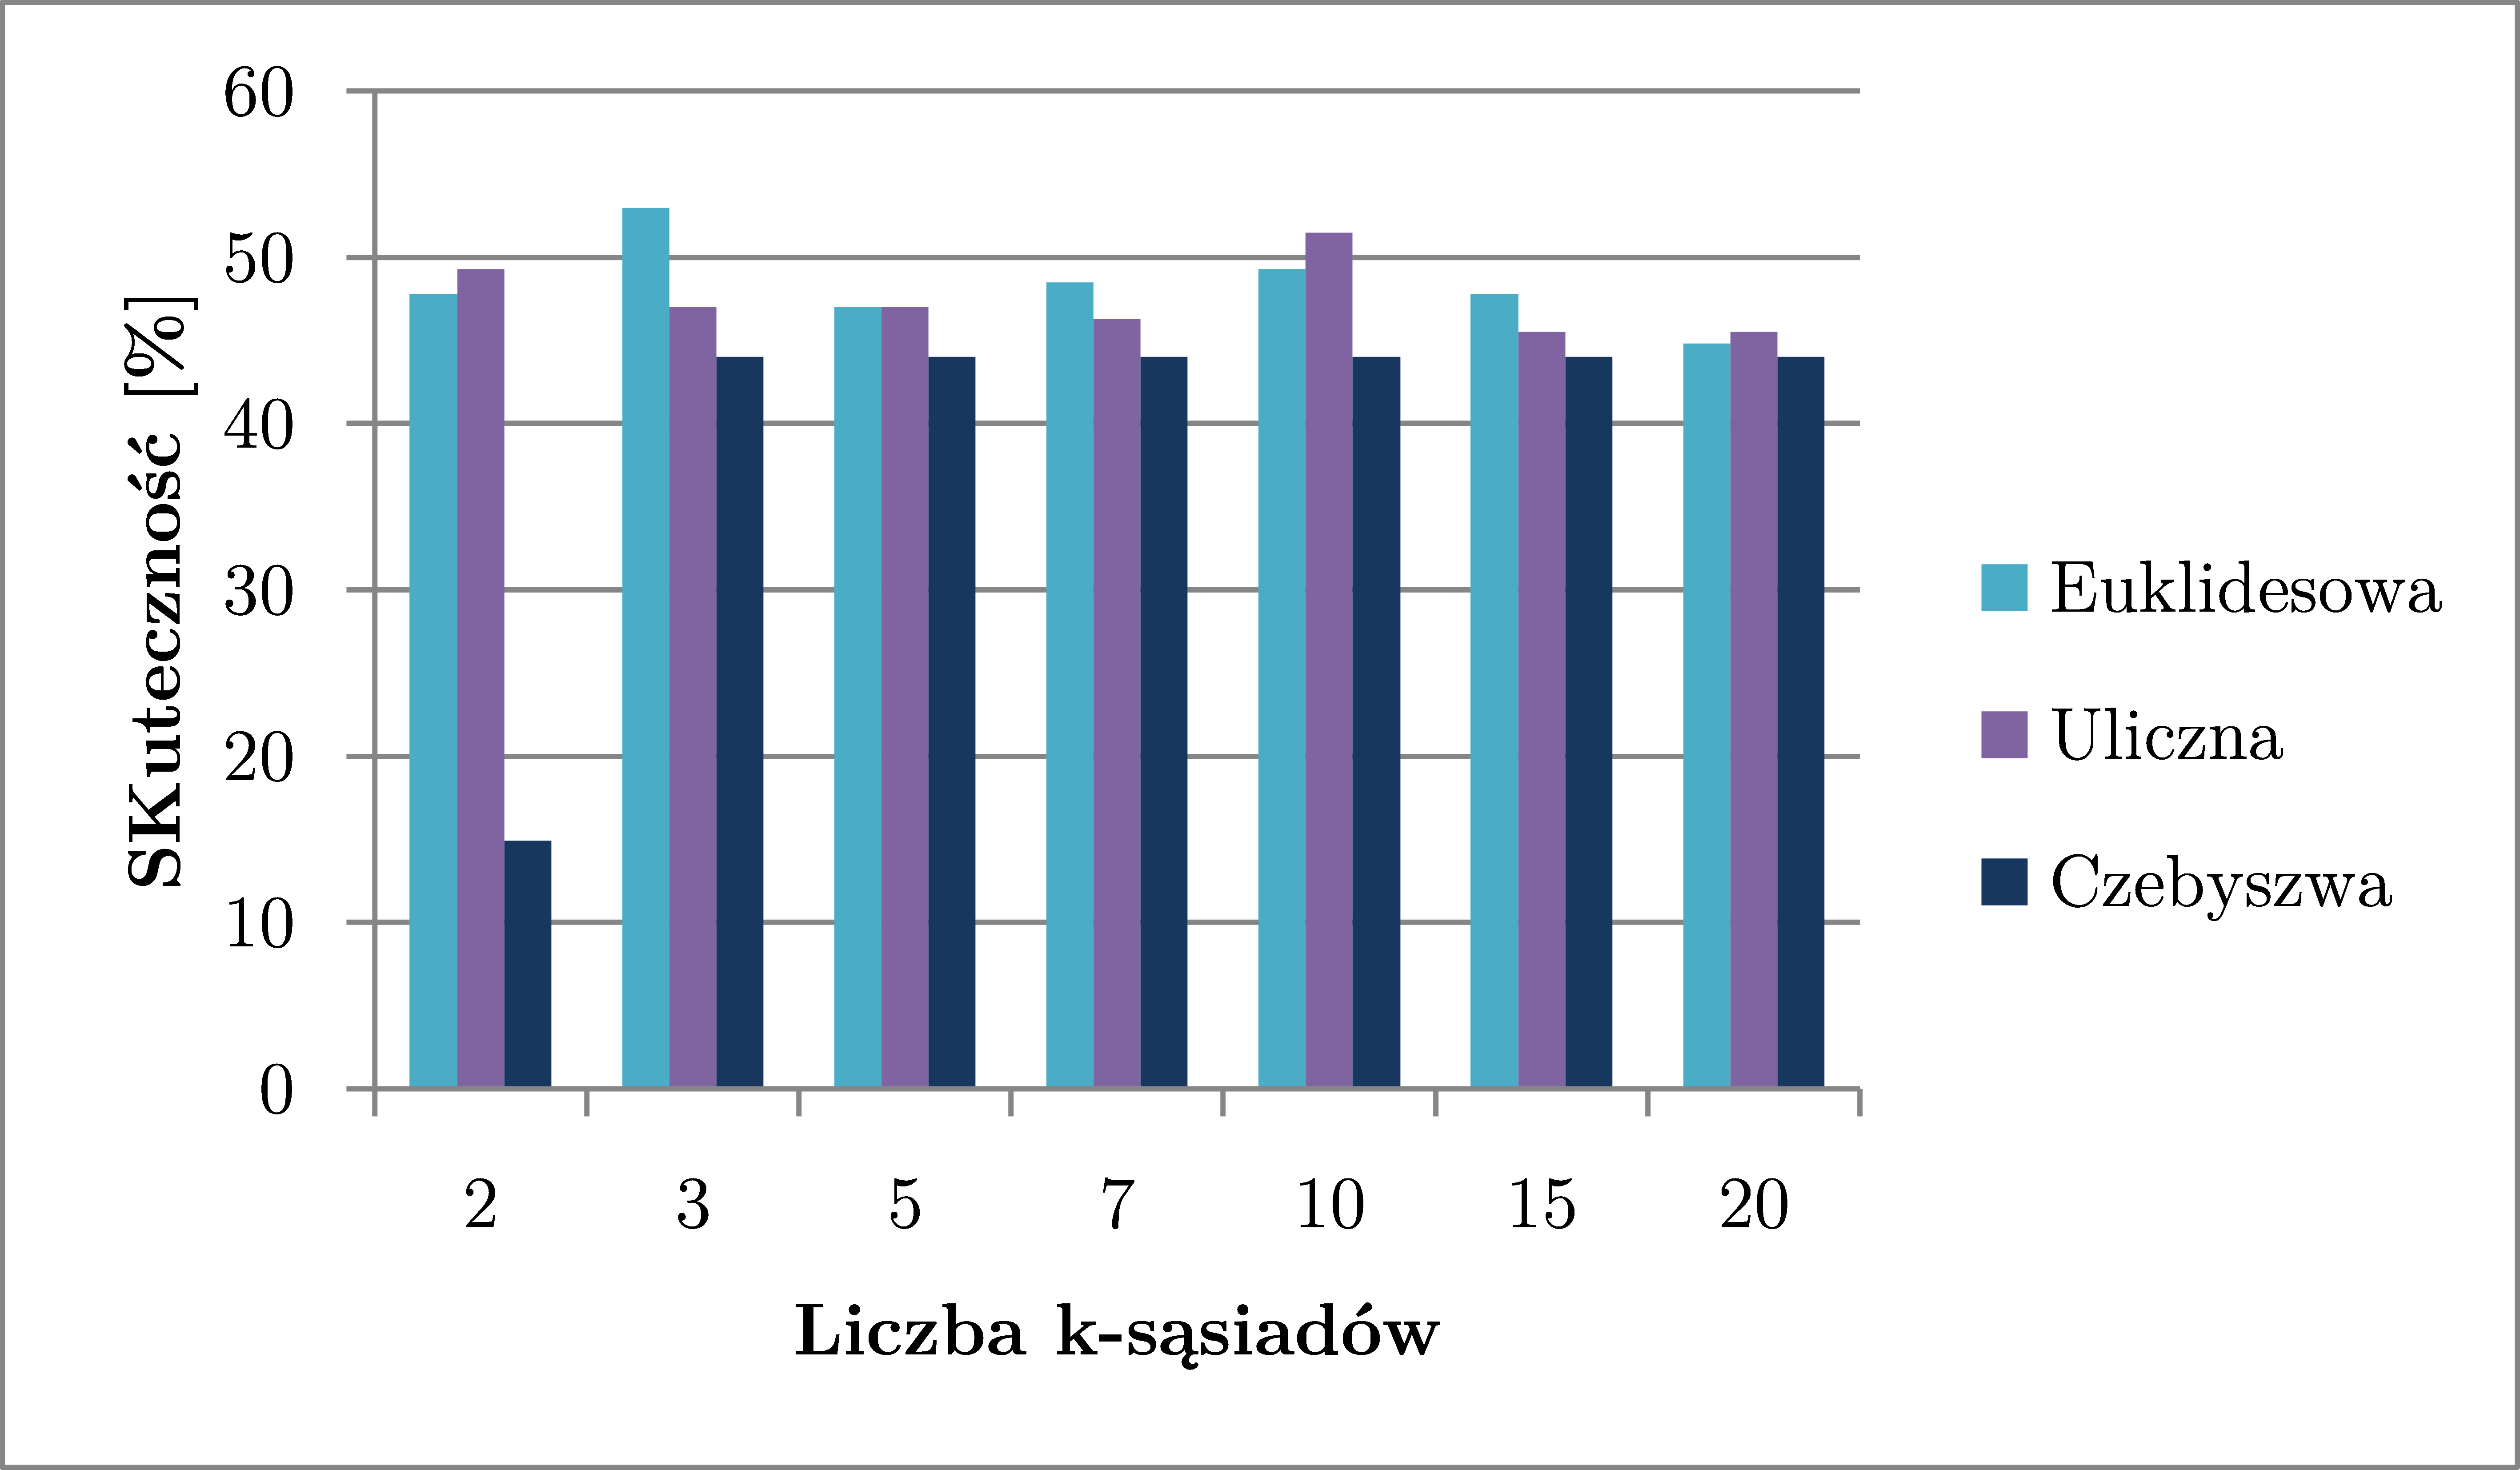 60
50
40
30
20
10
0
SKuteczność [%]
2 3 5 7 10 15 20
Liczba k-sąsiadów
Euklidesowa
Uliczna
Czebyszwa